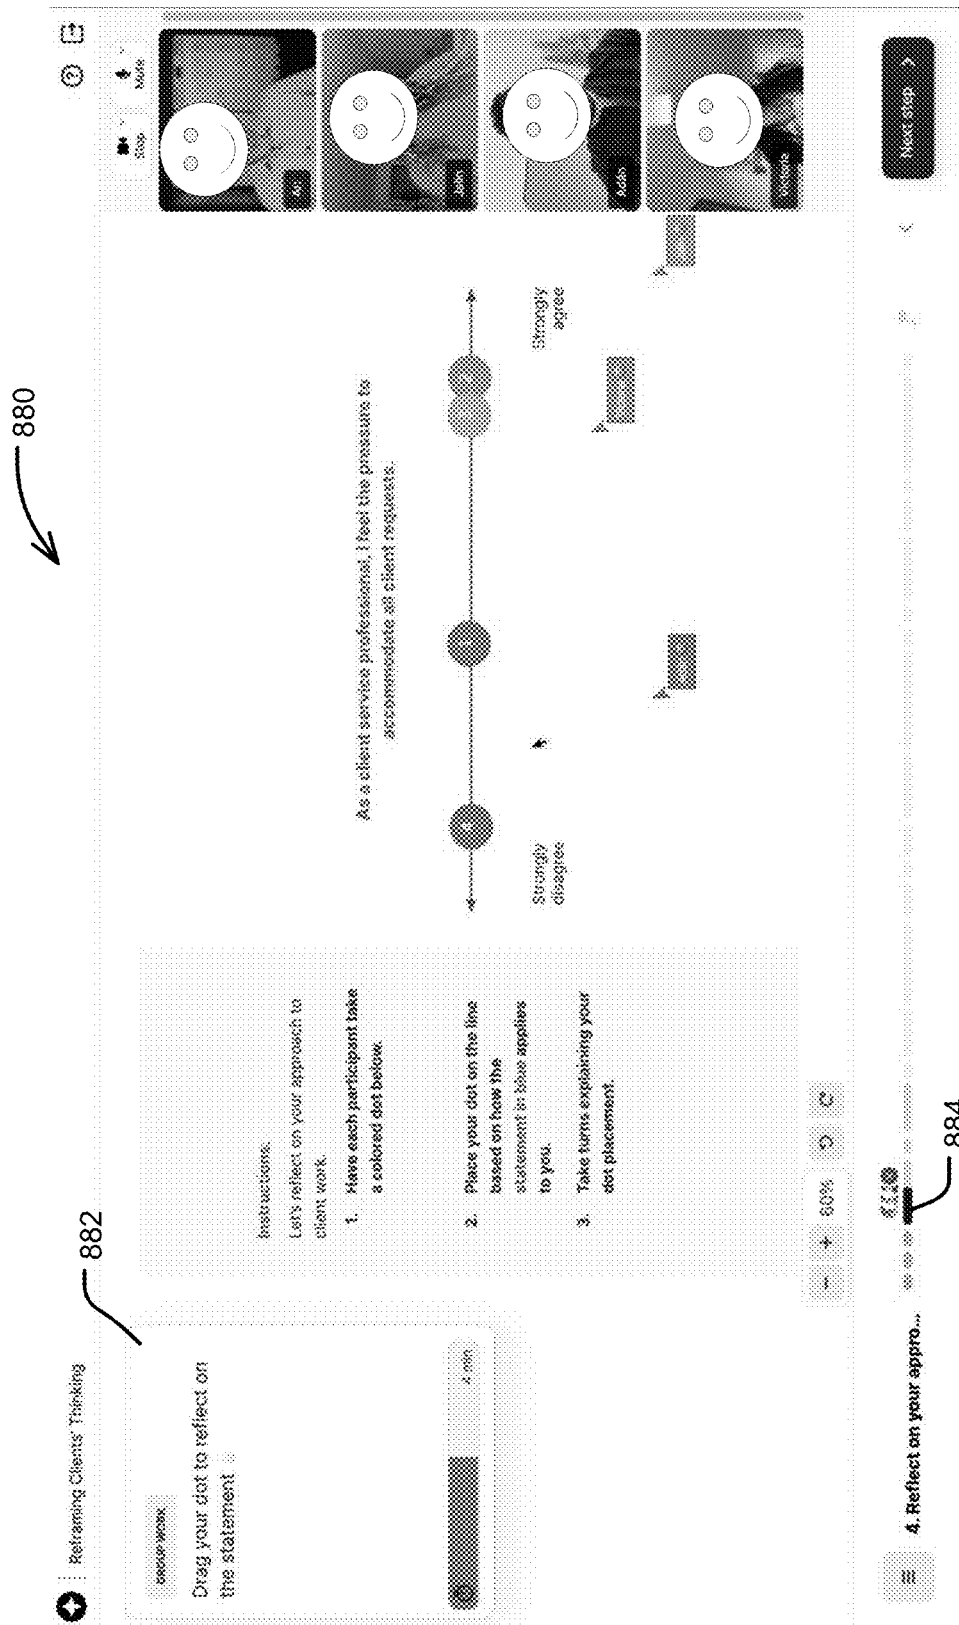 880
Reframing Clients' Thinking
882
GROUP WORK
Drag your dot to reflect on
the statement
4 min
Instructions:
Let's reflect on your approach to
client work.
1. Have each participant take
a colored dot below.
2. Place your dot on the line
based on how the
statement in blue applies
to you.
3. Take turns explaining your
dot placement.
As a client service professional, I feel the pressure to
accommodate all client requests.
Strongly
disagree
Strongly
agree
Stop
Mute
Aditi
60%
4. Reflect on your appro...
884
Next step